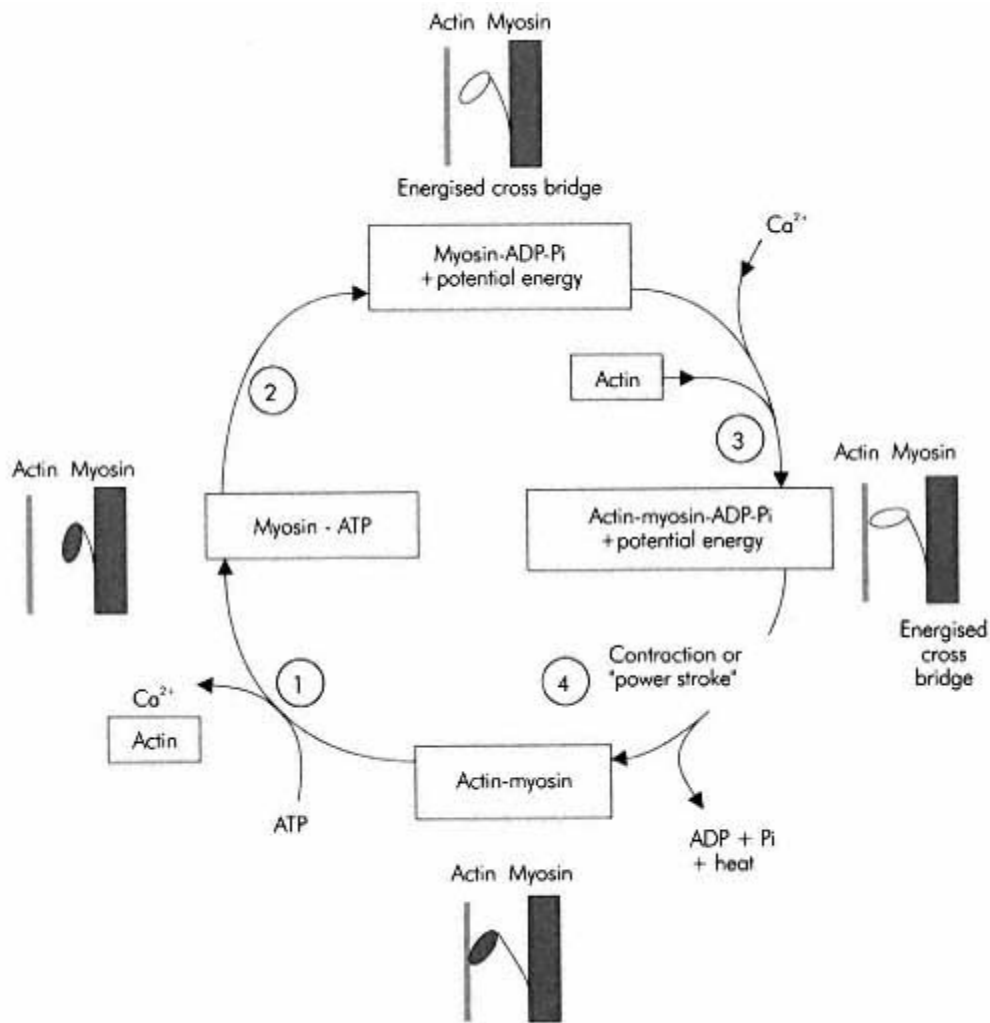 Actin Myosin
Energised cross bridge
Myosin-ADP-Pi
+ potential energy
Ca²⁺
Actin
2
3
Actin Myosin
Myosin - ATP
Actin-myosin-ADP-Pi
+ potential energy
Actin Myosin
Energised
cross
bridge
Contraction or
"power stroke"
4
1
Ca²⁺
Actin
Actin-myosin
ATP
ADP + Pi
+ heat
Actin Myosin